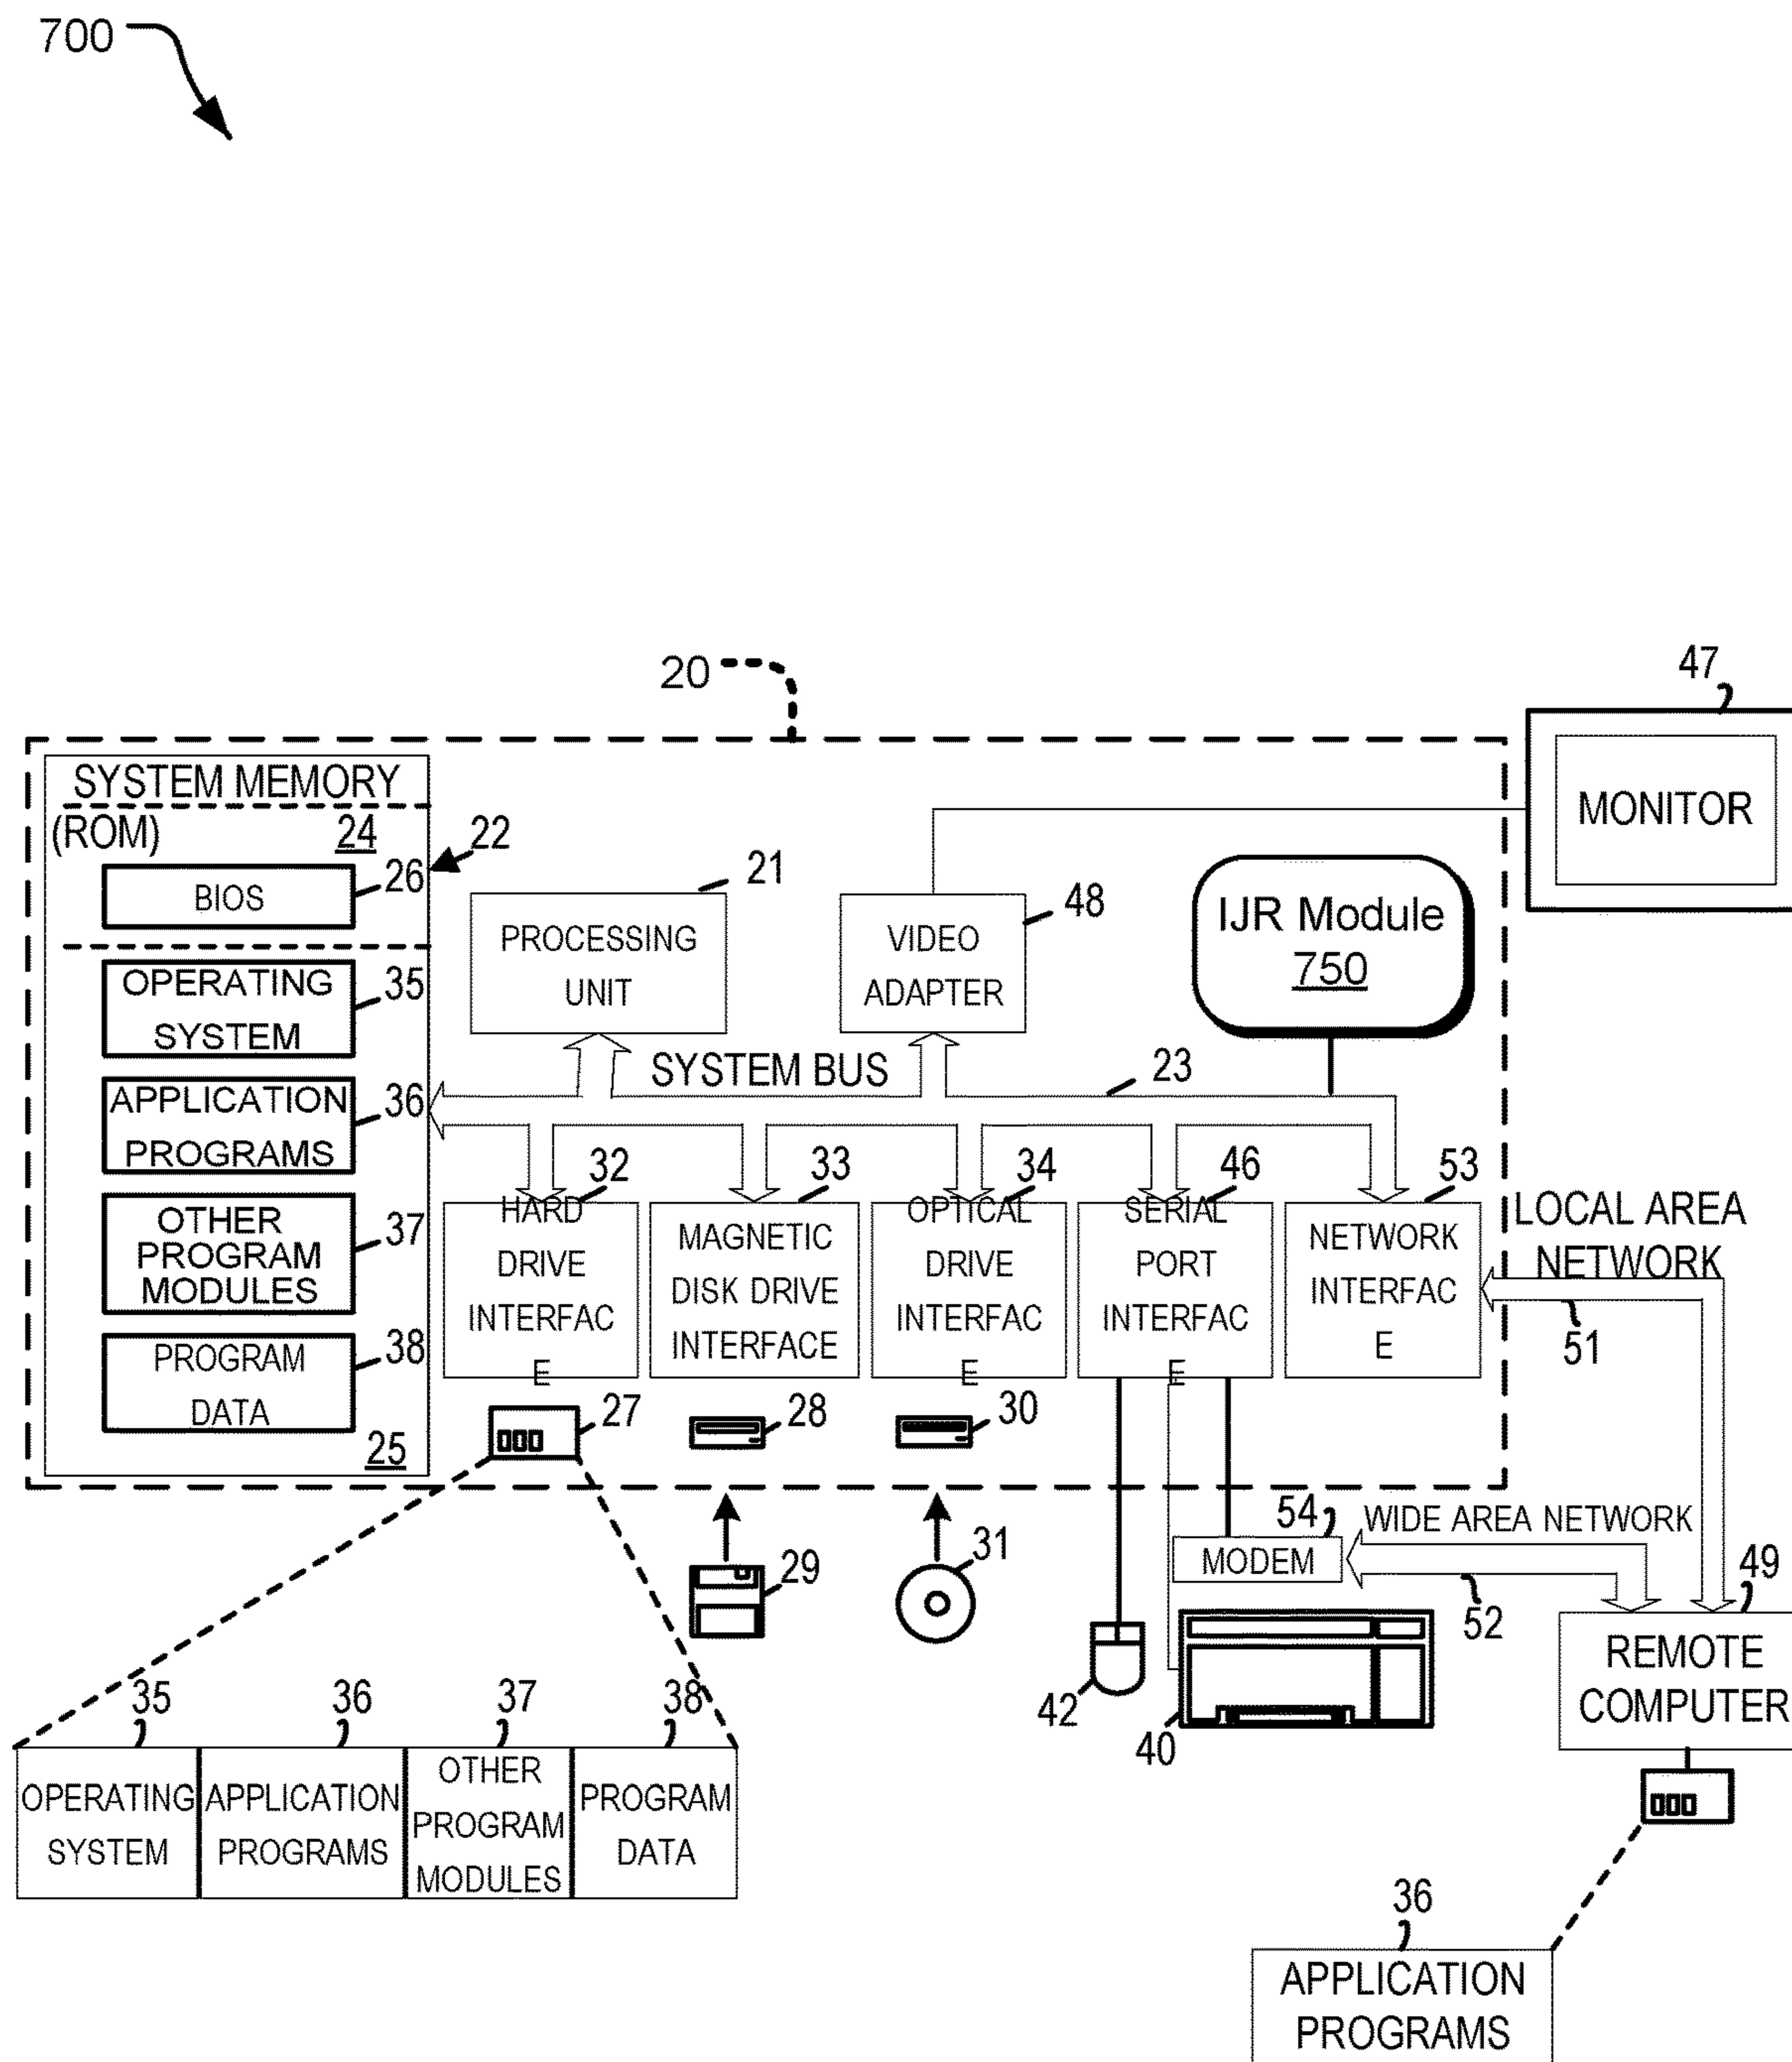 700
20
47
SYSTEM MEMORY
(ROM)
24
22
BIOS
26
OPERATING
SYSTEM
35
APPLICATION
PROGRAMS
36
OTHER
PROGRAM
MODULES
37
PROGRAM
DATA
38
25
21
PROCESSING
UNIT
48
VIDEO
ADAPTER
IJR Module
750
MONITOR
SYSTEM BUS
23
32
HARD
DRIVE
INTERFAC
E
33
MAGNETIC
DISK DRIVE
INTERFACE
34
OPTICAL
DRIVE
INTERFAC
E
46
SERIAL
PORT
INTERFAC
E
53
NETWORK
INTERFAC
E
LOCAL AREA
NETWORK
51
27
28
30
29
31
54
MODEM
WIDE AREA NETWORK
52
49
REMOTE
COMPUTER
42
40
35
OPERATING
SYSTEM
36
APPLICATION
PROGRAMS
37
OTHER
PROGRAM
MODULES
38
PROGRAM
DATA
36
APPLICATION
PROGRAMS